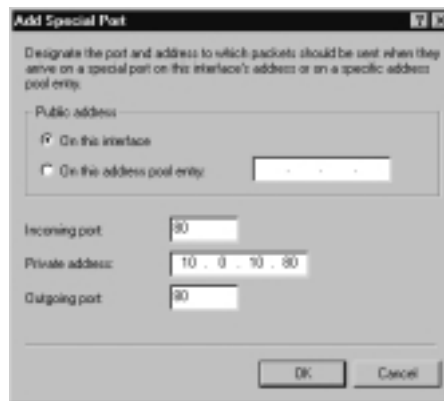 Add Special Port
Designate the port and address to which packets should be sent when they
arrive on a special port on this interface's address or on a specific address
pool entry.
Public address
On this interface
On this address pool entry:
. . .
Incoming port:
80
Private address:
10 . 0 . 10 . 80
Outgoing port:
80
OK
Cancel